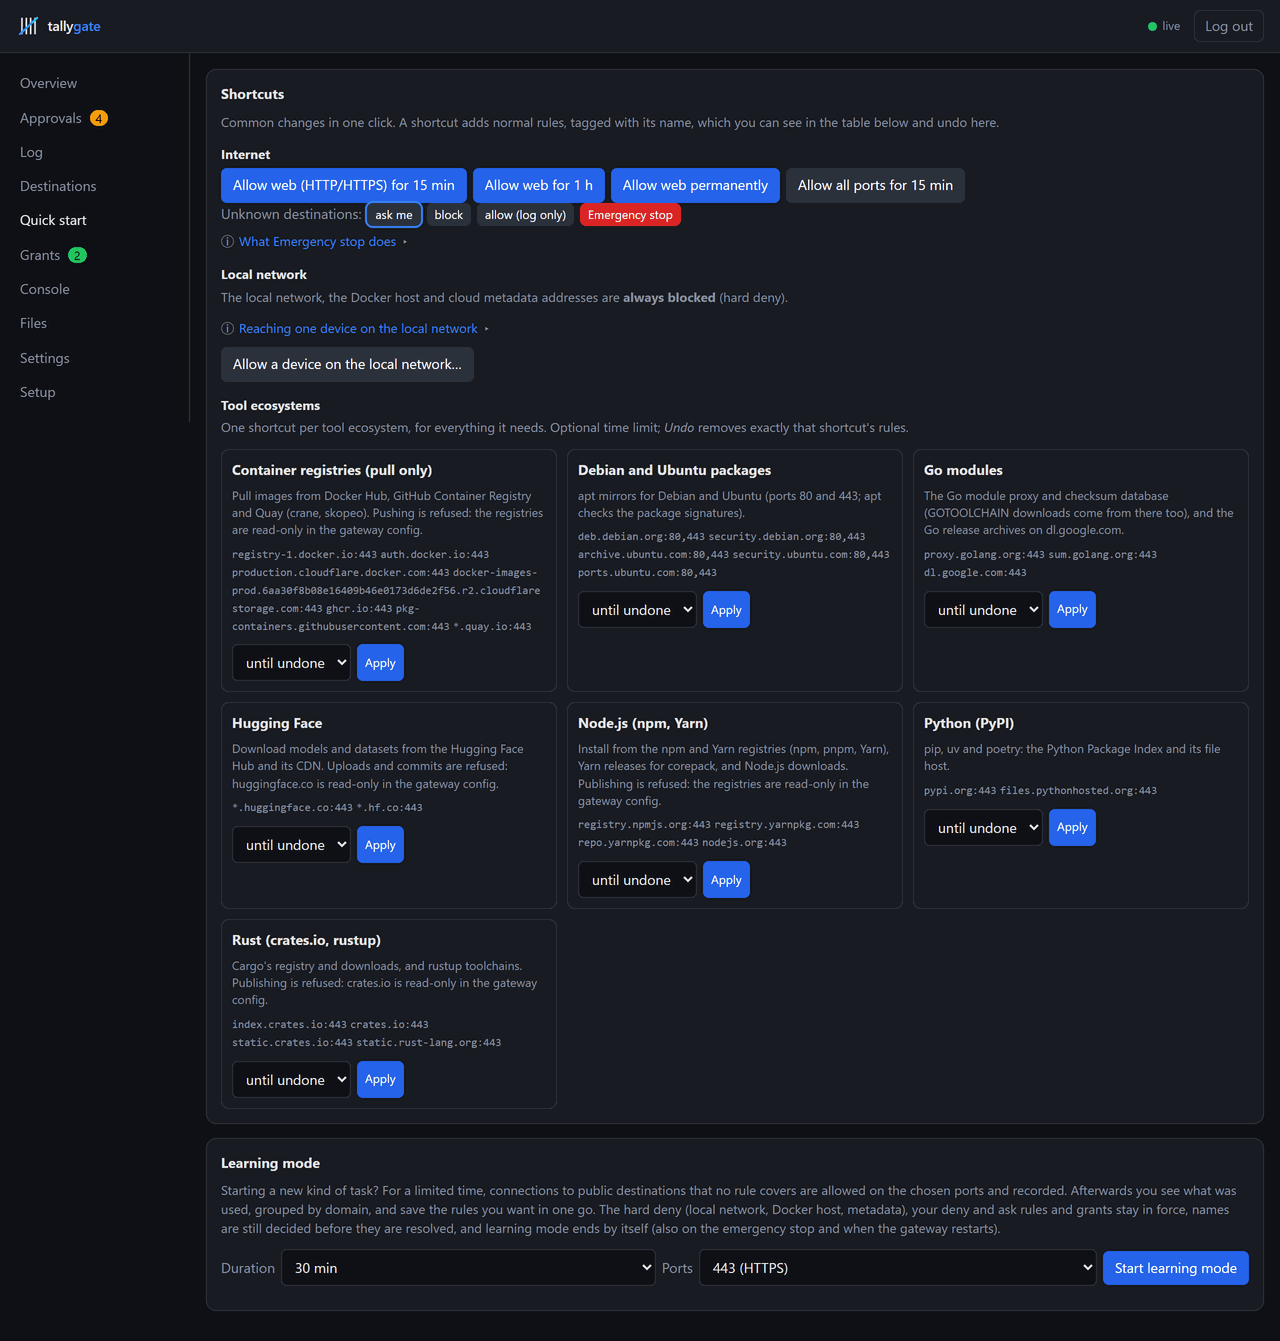 tallygate
live
Log out
Overview
Approvals 4
Log
Destinations
Quick start
Grants 2
Console
Files
Settings
Setup
Shortcuts
Common changes in one click. A shortcut adds normal rules, tagged with its name, which you can see in the table below and undo here.
Internet
Allow web (HTTP/HTTPS) for 15 min
Allow web for 1 h
Allow web permanently
Allow all ports for 15 min
Unknown destinations: ask me block allow (log only) Emergency stop
ⓘ What Emergency stop does ‣
Local network
The local network, the Docker host and cloud metadata addresses are always blocked (hard deny).
ⓘ Reaching one device on the local network ‣
Allow a device on the local network...
Tool ecosystems
One shortcut per tool ecosystem, for everything it needs. Optional time limit; Undo removes exactly that shortcut's rules.
Container registries (pull only)
Pull images from Docker Hub, GitHub Container Registry
and Quay (crane, skopeo). Pushing is refused: the registries
are read-only in the gateway config.
registry-1.docker.io:443 auth.docker.io:443
production.cloudflare.docker.com:443 docker-images-
prod.6aa30f8b08e16409b46e0173d6de2f56.r2.cloudflare
storage.com:443 ghcr.io:443 pkg-
containers.githubusercontent.com:443 *.quay.io:443
until undone Apply
Debian and Ubuntu packages
apt mirrors for Debian and Ubuntu (ports 80 and 443; apt
checks the package signatures).
deb.debian.org:80,443 security.debian.org:80,443
archive.ubuntu.com:80,443 security.ubuntu.com:80,443
ports.ubuntu.com:80,443
until undone Apply
Go modules
The Go module proxy and checksum database
(GOTOOLCHAIN downloads come from there too), and the
Go release archives on dl.google.com.
proxy.golang.org:443 sum.golang.org:443
dl.google.com:443
until undone Apply
Hugging Face
Download models and datasets from the Hugging Face
Hub and its CDN. Uploads and commits are refused:
huggingface.co is read-only in the gateway config.
*.huggingface.co:443 *.hf.co:443
until undone Apply
Node.js (npm, Yarn)
Install from the npm and Yarn registries (npm, pnpm, Yarn),
Yarn releases for corepack, and Node.js downloads.
Publishing is refused: the registries are read-only in the
gateway config.
registry.npmjs.org:443 registry.yarnpkg.com:443
repo.yarnpkg.com:443 nodejs.org:443
until undone Apply
Python (PyPI)
pip, uv and poetry: the Python Package Index and its file
host.
pypi.org:443 files.pythonhosted.org:443
until undone Apply
Rust (crates.io, rustup)
Cargo's registry and downloads, and rustup toolchains.
Publishing is refused: crates.io is read-only in the gateway
config.
index.crates.io:443 crates.io:443
static.crates.io:443 static.rust-lang.org:443
until undone Apply
Learning mode
Starting a new kind of task? For a limited time, connections to public destinations that no rule covers are allowed on the chosen ports and recorded. Afterwards you see what was
used, grouped by domain, and save the rules you want in one go. The hard deny (local network, Docker host, metadata), your deny and ask rules and grants stay in force, names
are still decided before they are resolved, and learning mode ends by itself (also on the emergency stop and when the gateway restarts).
Duration 30 min Ports 443 (HTTPS) Start learning mode